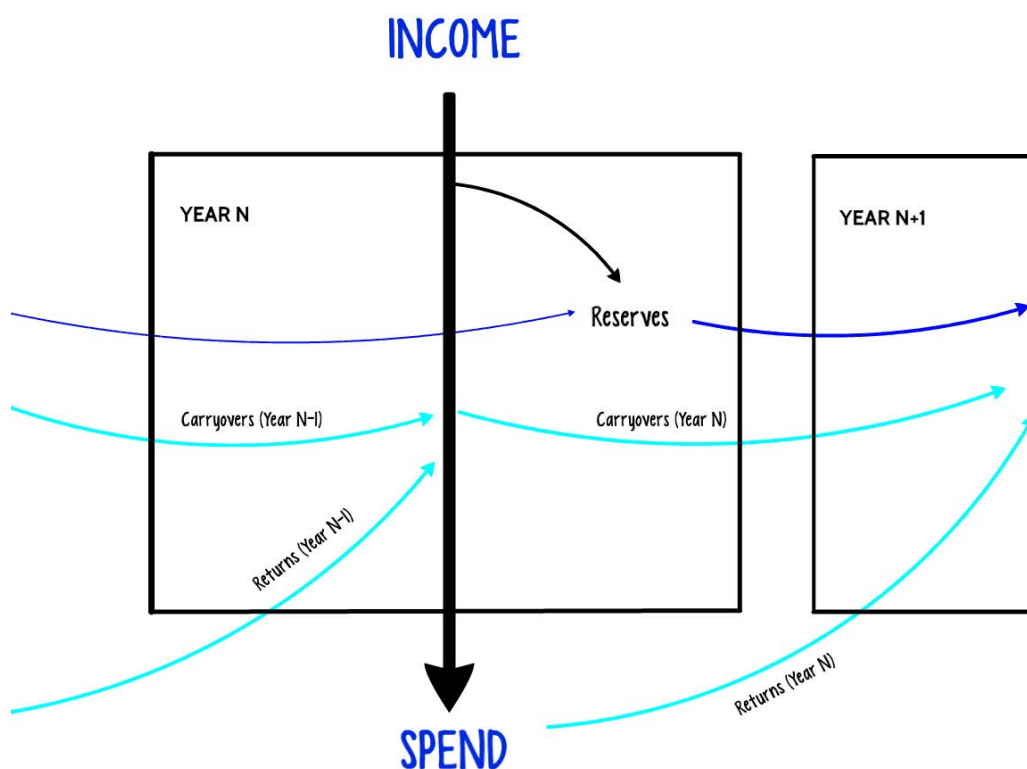 INCOME
YEAR N
YEAR N+1
Reserves
Carryovers (Year N-1)
Carryovers (Year N)
Returns (Year N-1)
Returns (Year N)
SPEND